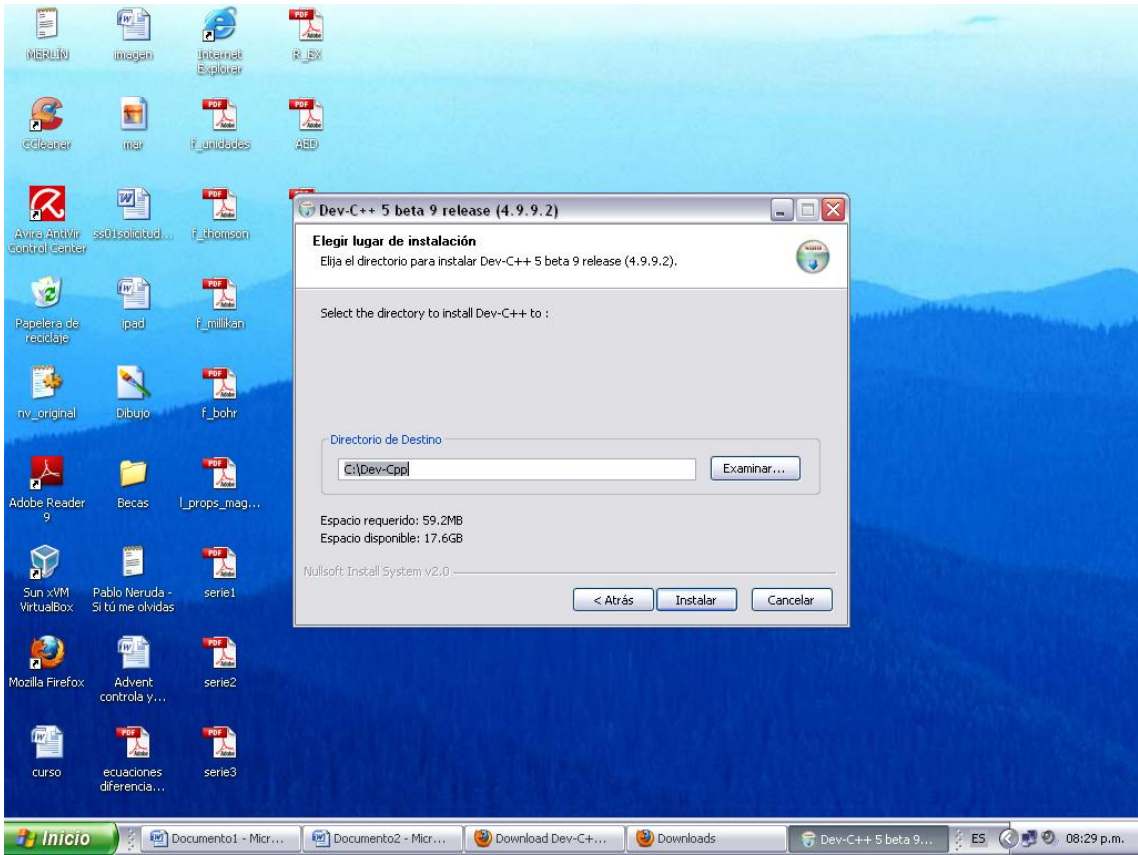 MERLÍN
imagen
Internet Explorer
R_EX
CCleaner
mar
f_unidades
AED
Avira AntiVir Control Center
ss01solicitud...
f_thomson
Papelera de reciclaje
ipad
f_millikan
nv_original
Dibujo
f_bohr
Adobe Reader 9
Becas
l_props_mag...
Sun xVM VirtualBox
Pablo Neruda - Si tú me olvidas
serie1
Mozilla Firefox
Advent controla y...
serie2
curso
ecuaciones diferencia...
serie3
Dev-C++ 5 beta 9 release (4.9.9.2)
Elegir lugar de instalación
Elija el directorio para instalar Dev-C++ 5 beta 9 release (4.9.9.2).
Select the directory to install Dev-C++ to :
Directorio de Destino
C:\Dev-Cpp
Examinar...
Espacio requerido: 59.2MB
Espacio disponible: 17.6GB
Nullsoft Install System v2.0
< Atrás
Instalar
Cancelar
Inicio
Documento1 - Micr...
Documento2 - Micr...
Download Dev-C+...
Downloads
Dev-C++ 5 beta 9...
ES
08:29 p.m.